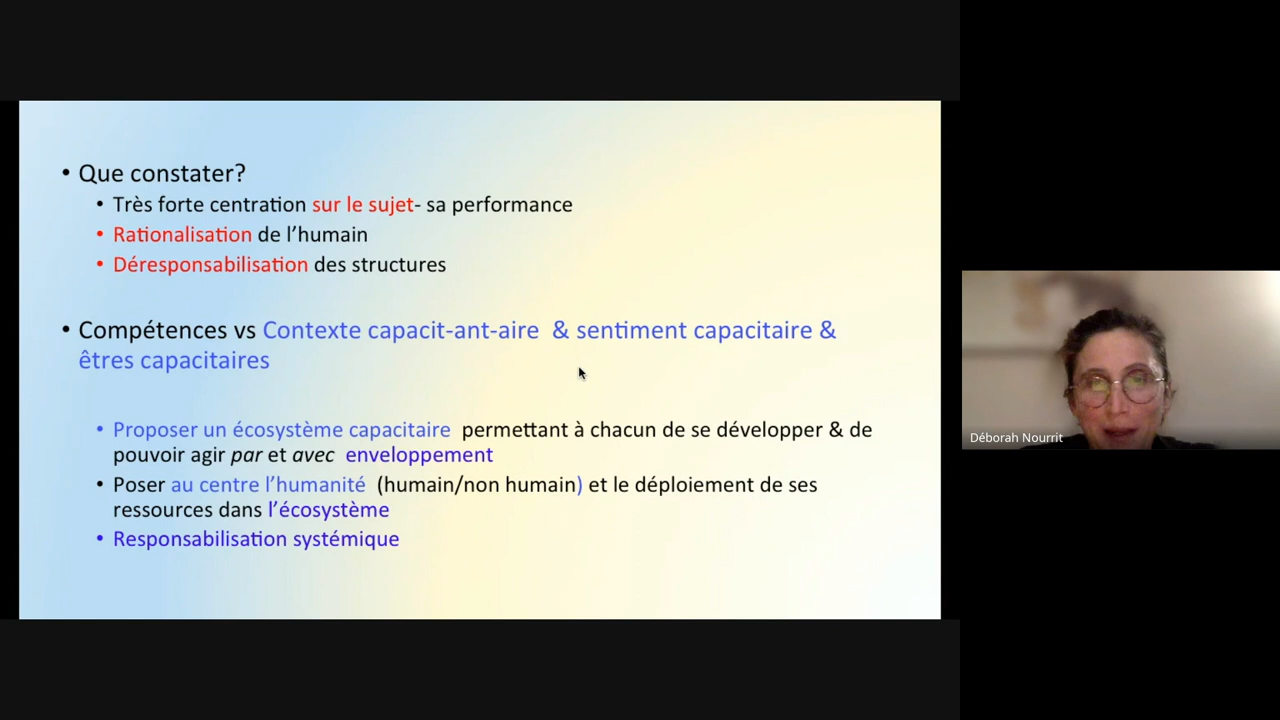 • Que constater?
• Très forte centration sur le sujet- sa performance
• Rationalisation de l’humain
• Déresponsabilisation des structures
• Compétences vs Contexte capacit-ant-aire & sentiment capacitaire &
êtres capacitaires
• Proposer un écosystème capacitaire permettant à chacun de se développer & de
pouvoir agir par et avec enveloppement
• Poser au centre l’humanité (humain/non humain) et le déploiement de ses
ressources dans l’écosystème
• Responsabilisation systémique
Déborah Nourrit